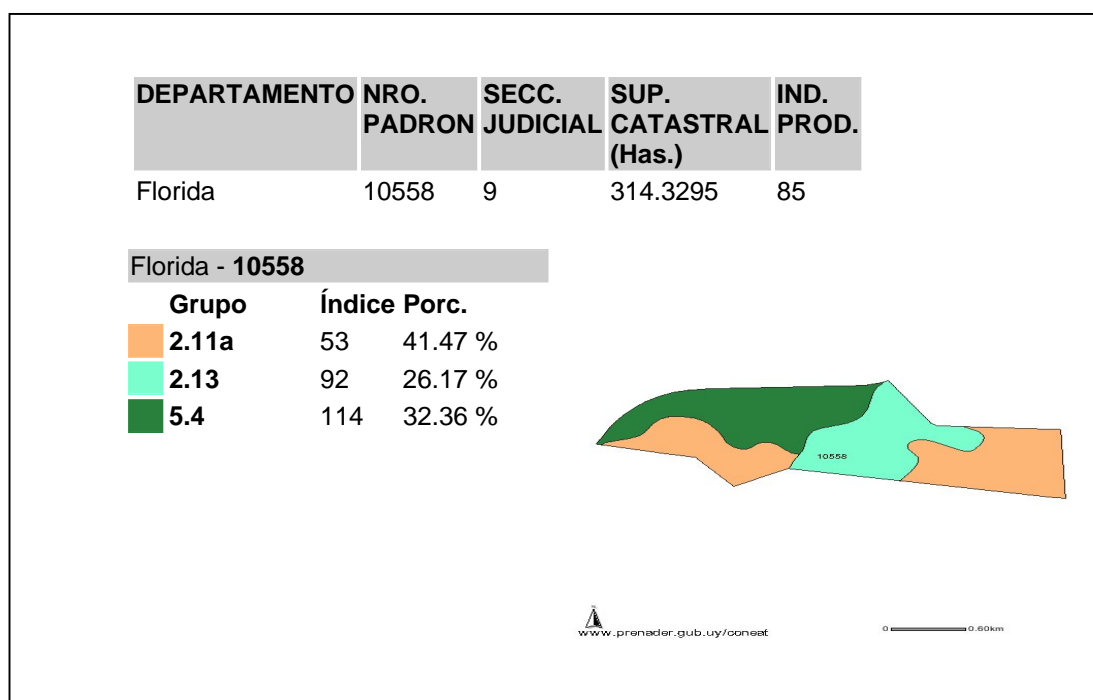 DEPARTAMENTO NRO. PADRON SECC. JUDICIAL SUP. CATASTRAL (Has.) IND. PROD.
Florida 10558 9 314.3295 85
Florida - 10558
Grupo Índice Porc.
2.11a 53 41.47 %
2.13 92 26.17 %
5.4 114 32.36 %
10558
www.prenader.gub.uy/coneat
0 0.60km